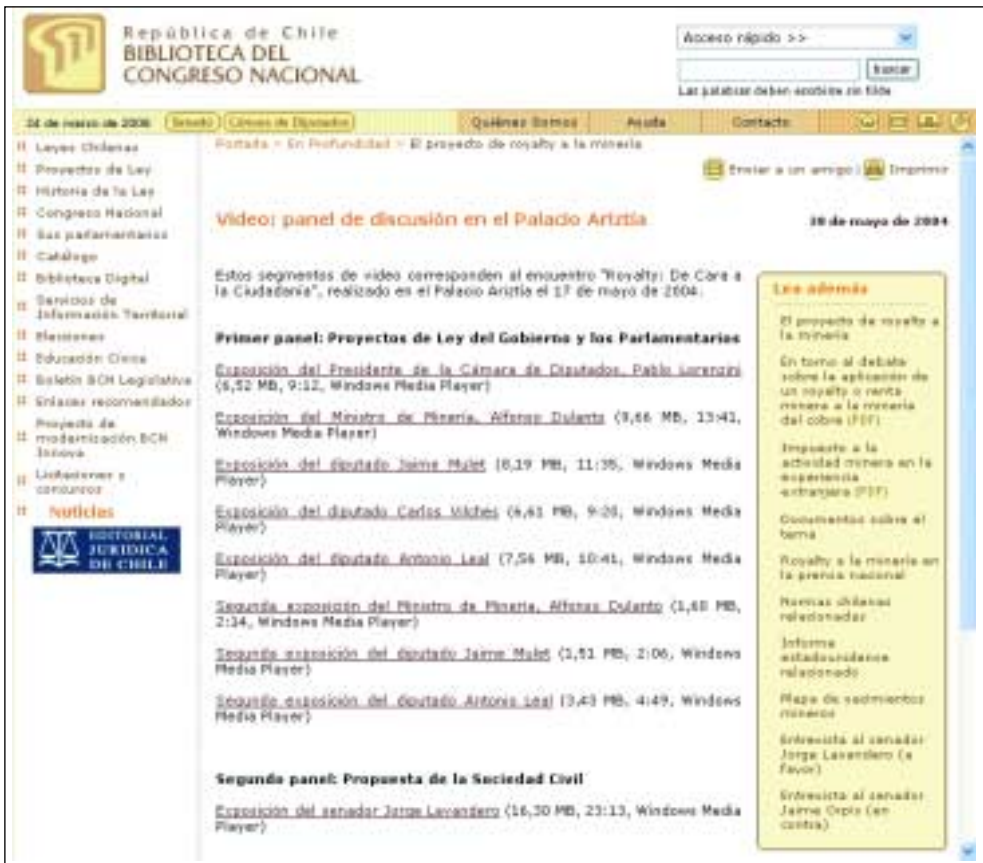 República de Chile
BIBLIOTECA DEL
CONGRESO NACIONAL
Acceso rápido >>
buscar
Las palabras deben escribirse sin tilde
24 de marzo de 2006
Senado
Cámara de Diputados
Quiénes Somos
Ayuda
Contacto
Leyes Chilenas
Proyectos de Ley
Historia de la Ley
Congreso Nacional
Sus parlamentarios
Catálogo
Biblioteca Digital
Servicios de
Información Territorial
Elecciones
Educación Cívica
Boletín BCN Legislativa
Enlaces recomendados
Proyecto de
modernización BCN
Innova
Licitaciones y
concursos
Noticias
EDITORIAL
JURIDICA
DE CHILE
Portada > En Profundidad > El proyecto de royalty a la minería
Enviar a un amigo | Imprimir
Video: panel de discusión en el Palacio Ariztía
de mayo de 2004
Estos segmentos de video corresponden al encuentro "Royalty: De Cara a
la Ciudadanía", realizado en el Palacio Ariztía el 17 de mayo de 2004.
Primer panel: Proyectos de Ley del Gobierno y los Parlamentarios
Exposición del Presidente de la Cámara de Diputados, Pablo Lorenzini
(6,52 MB, 9:12, Windows Media Player)
Exposición del Ministro de Minería, Alfonso Dulanto (9,66 MB, 13:41,
Windows Media Player)
Exposición del diputado Jaime Mulet (8,19 MB, 11:35, Windows Media
Player)
Exposición del diputado Carlos Vilches (6,61 MB, 9:20, Windows Media
Player)
Exposición del diputado Antonio Leal (7,56 MB, 10:41, Windows Media
Player)
Segunda exposición del Ministro de Minería, Alfonso Dulanto (1,60 MB,
2:14, Windows Media Player)
Segunda exposición del diputado Jaime Mulet (1,51 MB, 2:06, Windows
Media Player)
Segunda exposición del diputado Antonio Leal (3,43 MB, 4:49, Windows
Media Player)
Segundo panel: Propuesta de la Sociedad Civil
Exposición del senador Jorge Lavandero (16,30 MB, 23:13, Windows Media
Player)
Lea además
El proyecto de royalty a
la minería
En torno al debate
sobre la aplicación de
un royalty o renta
minera a la minería
del cobre (PDF)
Impuesto a la
actividad minera en la
experiencia
extranjera (PDF)
Documentos sobre el
tema
Royalty a la minería en
la prensa nacional
Normas chilenas
relacionadas
Informe
estadounidense
relacionado
Mapa de yacimientos
mineros
Entrevista al senador
Jorge Lavandero (a
favor)
Entrevista al senador
Jaime Orpis (en
contra)